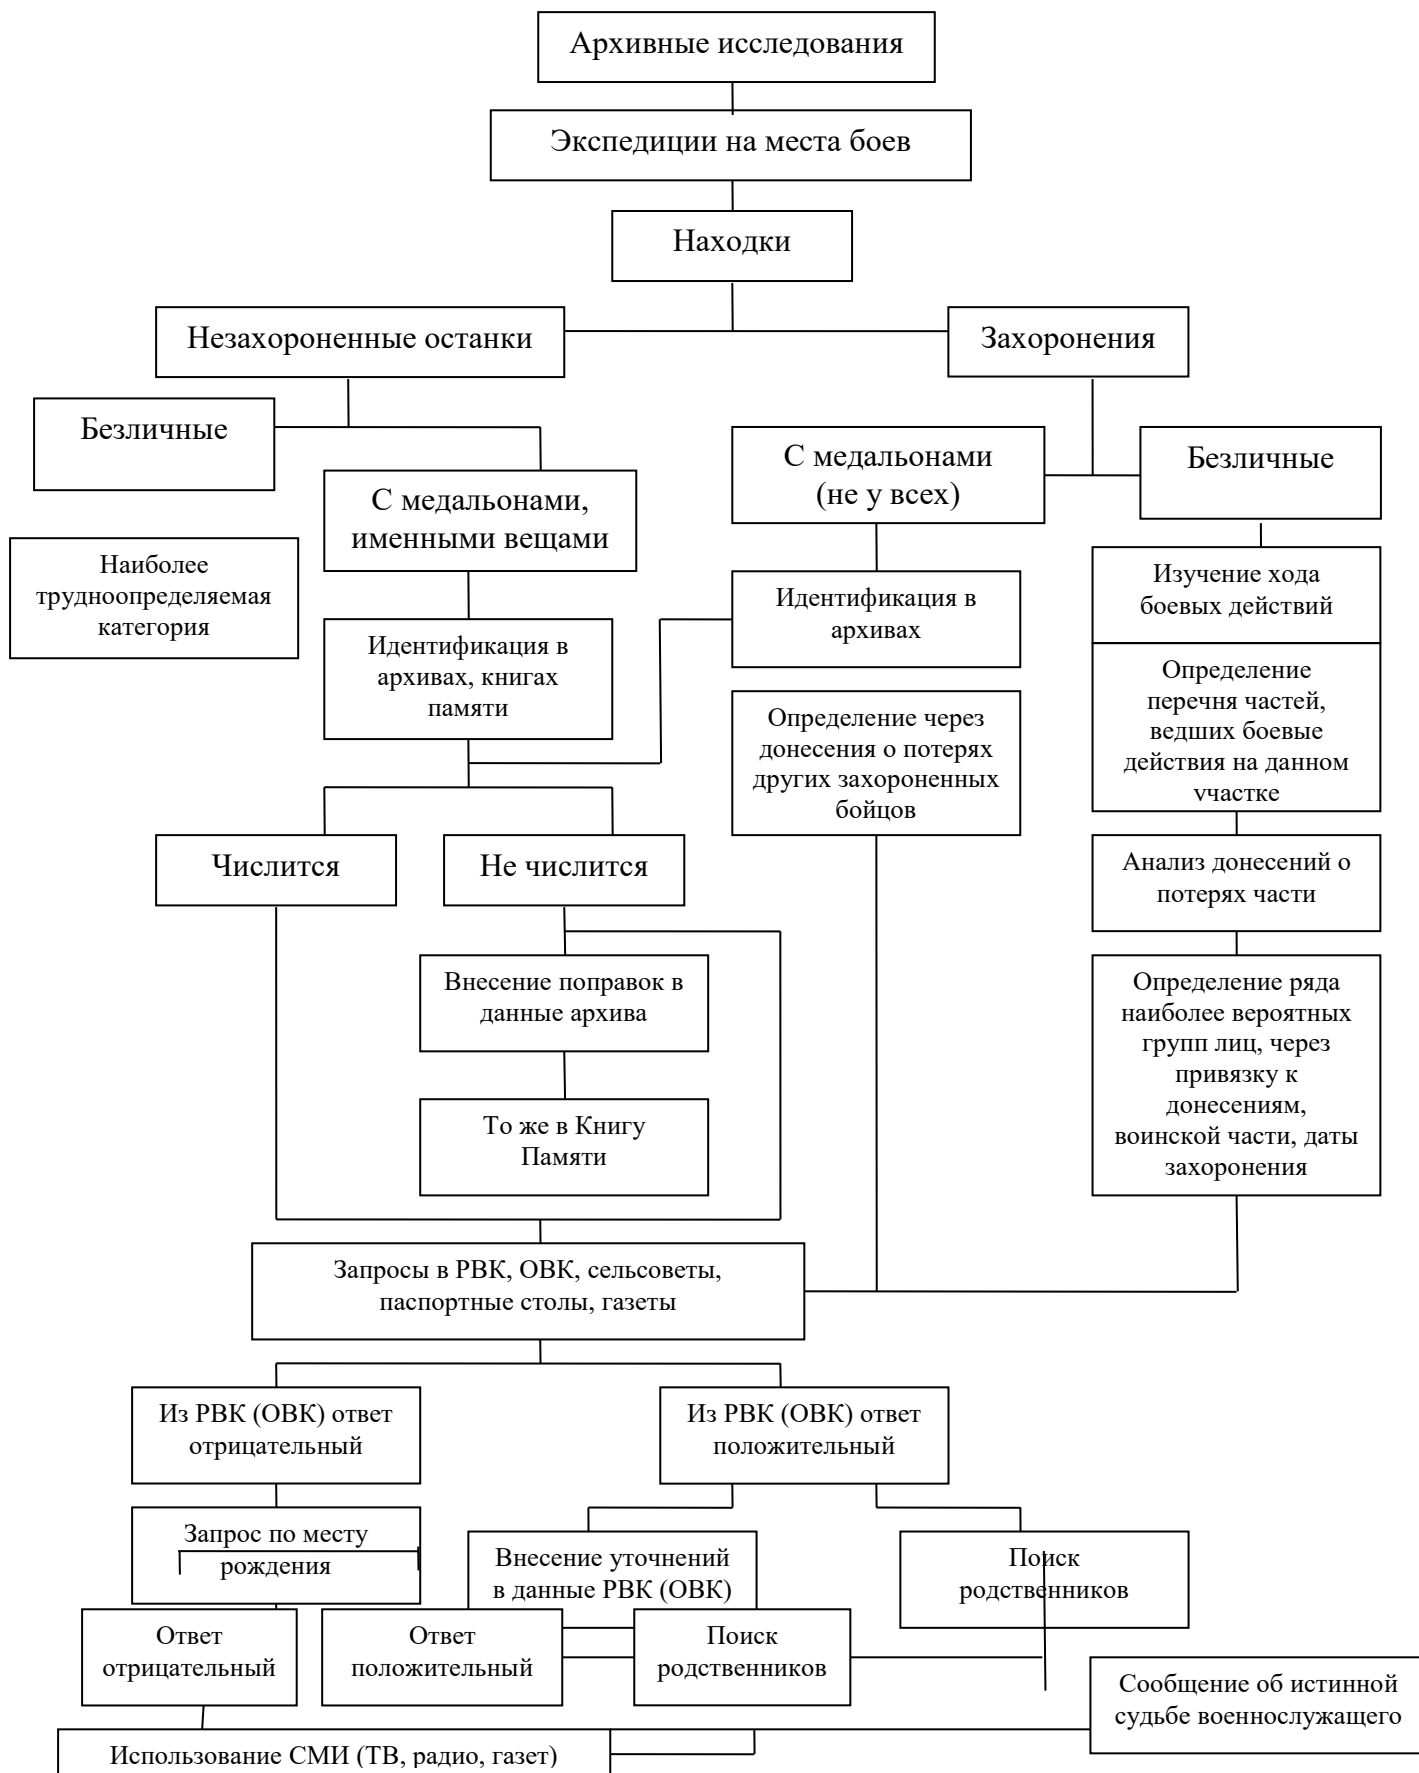 Архивные исследования
Экспедиции на места боев
Находки
Незахороненные останки
Захоронения
Безличные
С медальонами,
именными вещами
С медальонами
(не у всех)
Безличные
Наиболее
трудноопределяемая
категория
Идентификация в
архивах, книгах
памяти
Идентификация в
архивах
Изучение хода
боевых действий
Определение через
донесения о потерях
других захороненных
бойцов
Определение
перечня частей,
ведших боевые
действия на данном
участке
Числится
Не числится
Анализ донесений о
потерях части
Внесение поправок в
данные архива
Определение ряда
наиболее вероятных
групп лиц, через
привязку к
донесениям,
воинской части, даты
захоронения
То же в Книгу
Памяти
Запросы в РВК, ОВК, сельсоветы,
паспортные столы, газеты
Из РВК (ОВК) ответ
отрицательный
Из РВК (ОВК) ответ
положительный
Запрос по месту
рождения
Внесение уточнений
в данные РВК (ОВК)
Поиск
родственников
Ответ
отрицательный
Ответ
положительный
Поиск
родственников
Сообщение об истинной
судьбе военнослужащего
Использование СМИ (ТВ, радио, газет)